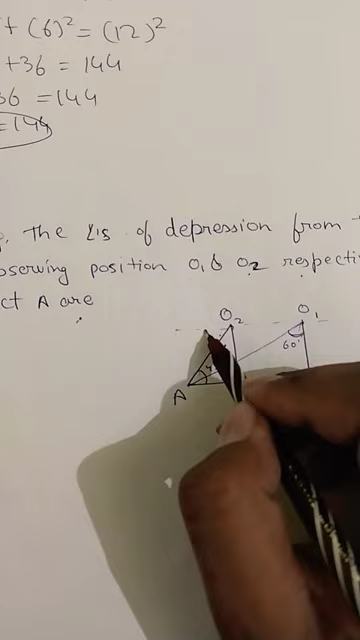 + (6)² = (12)²
+ 36 = 144
36 = 144
= 144
The ∠'s of depression from
observing position O₁ & O₂
ct A are
O₂ O₁
60°
A